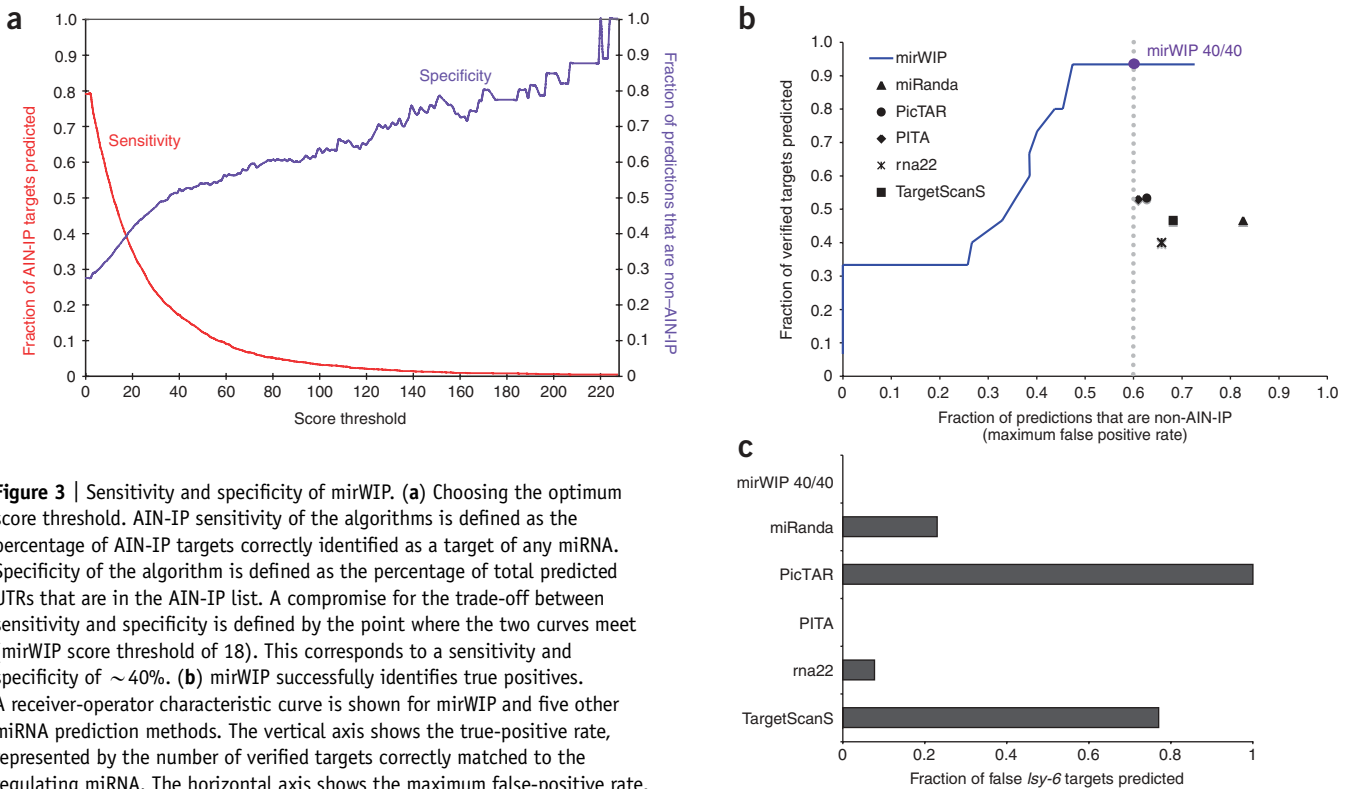 a
1.0
0.9
0.8
0.7
0.6
0.5
0.4
0.3
0.2
0.1
0
Fraction of AIN-IP targets predicted
Sensitivity
Specificity
1.0
0.9
0.8
0.7
0.6
0.5
0.4
0.3
0.2
0.1
0
Fraction of predictions that are non–AIN-IP
0 20 40 60 80 100 120 140 160 180 200 220
Score threshold
b
1.0
0.9
0.8
0.7
0.6
0.5
0.4
0.3
0.2
0.1
0
Fraction of verified targets predicted
mirWIP
miRanda
PicTAR
PITA
rna22
TargetScanS
mirWIP 40/40
0 0.1 0.2 0.3 0.4 0.5 0.6 0.7 0.8 0.9 1.0
Fraction of predictions that are non-AIN-IP
(maximum false positive rate)
c
mirWIP 40/40
miRanda
PicTAR
PITA
rna22
TargetScanS
0 0.2 0.4 0.6 0.8 1
Fraction of false lsy-6 targets predicted
Figure 3 | Sensitivity and specificity of mirWIP. (a) Choosing the optimum
score threshold. AIN-IP sensitivity of the algorithms is defined as the
percentage of AIN-IP targets correctly identified as a target of any miRNA.
Specificity of the algorithm is defined as the percentage of total predicted
UTRs that are in the AIN-IP list. A compromise for the trade-off between
sensitivity and specificity is defined by the point where the two curves meet
(mirWIP score threshold of 18). This corresponds to a sensitivity and
specificity of ~40%. (b) mirWIP successfully identifies true positives.
A receiver-operator characteristic curve is shown for mirWIP and five other
miRNA prediction methods. The vertical axis shows the true-positive rate,
represented by the number of verified targets correctly matched to the
regulating miRNA. The horizontal axis shows the maximum false-positive rate,